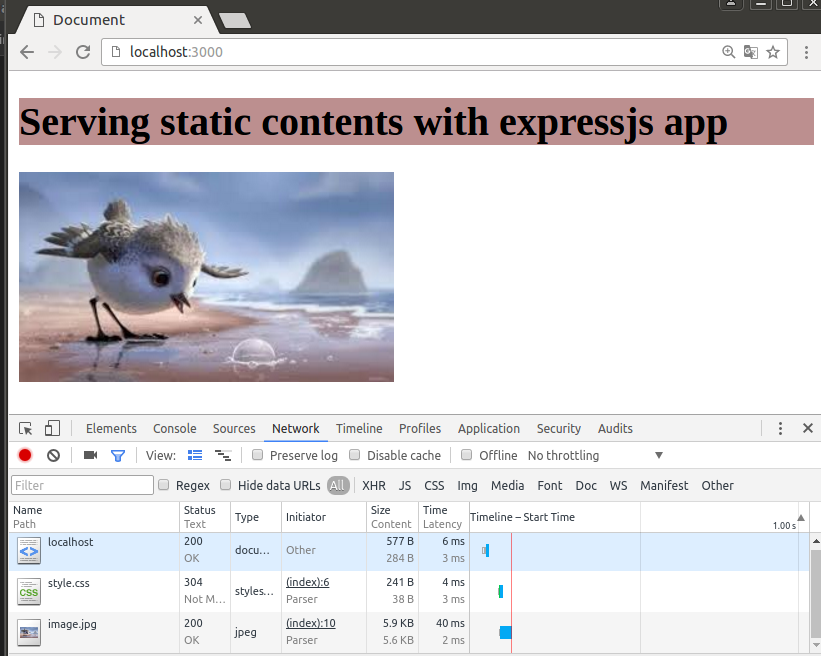 Document
localhost:3000
Serving static contents with expressjs app
Elements Console Sources Network Timeline Profiles Application Security Audits
View: Preserve log Disable cache Offline No throttling
Filter Regex Hide data URLs All XHR JS CSS Img Media Font Doc WS Manifest Other
Name Status Type Initiator Size Time Timeline – Start Time
Path Text Content Latency 1.00 s
localhost 200 docu... Other 577 B 6 ms
OK 284 B 3 ms
style.css 304 styles... (index):6 241 B 4 ms
CSS Not M... Parser 38 B 3 ms
image.jpg 200 jpeg (index):10 5.9 KB 40 ms
OK Parser 5.6 KB 2 ms